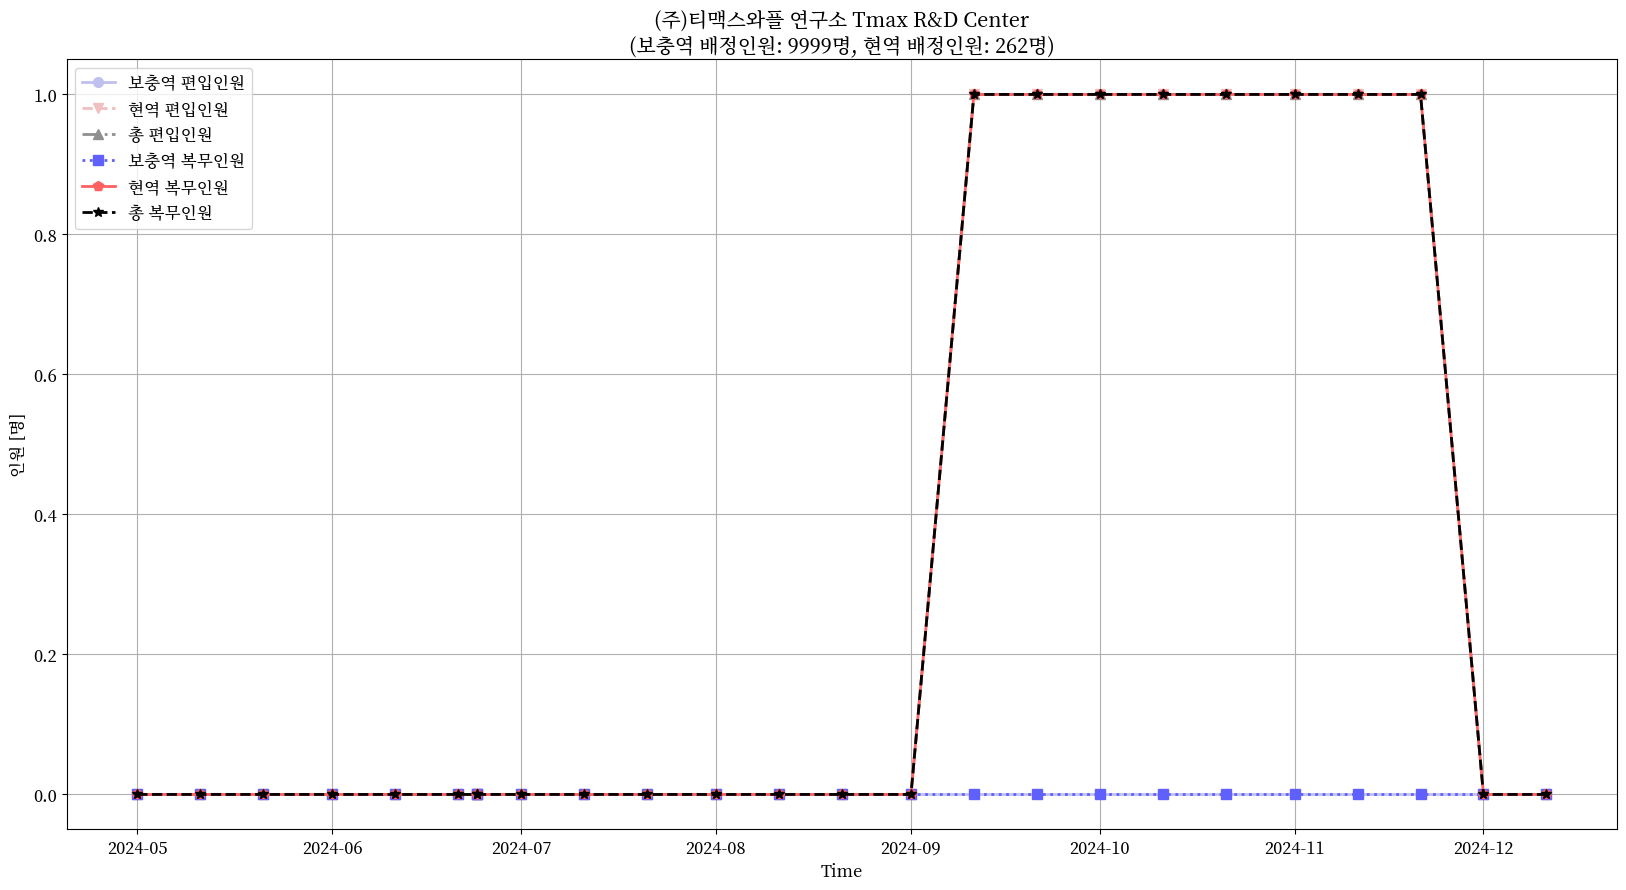 (주)티맥스와플 연구소 Tmax R&D Center
(보충역 배정인원: 9999명, 현역 배정인원: 262명)
보충역 편입인원
현역 편입인원
총 편입인원
보충역 복무인원
현역 복무인원
총 복무인원
인원 [명]
1.0
0.8
0.6
0.4
0.2
0.0
2024-05 2024-06 2024-07 2024-08 2024-09 2024-10 2024-11 2024-12
Time